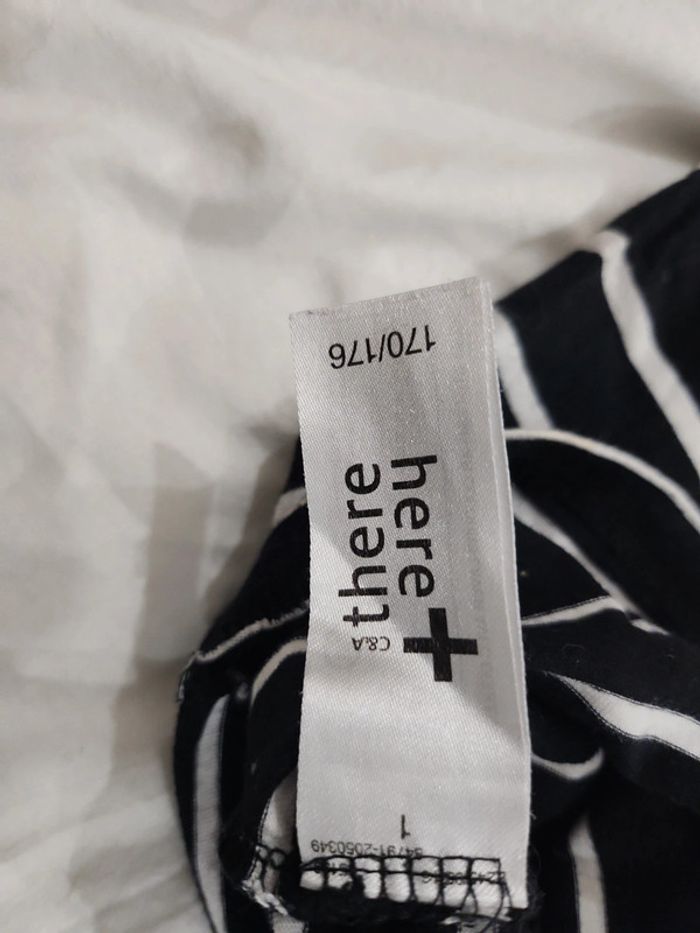 1
here
+
there
C&A
170/176